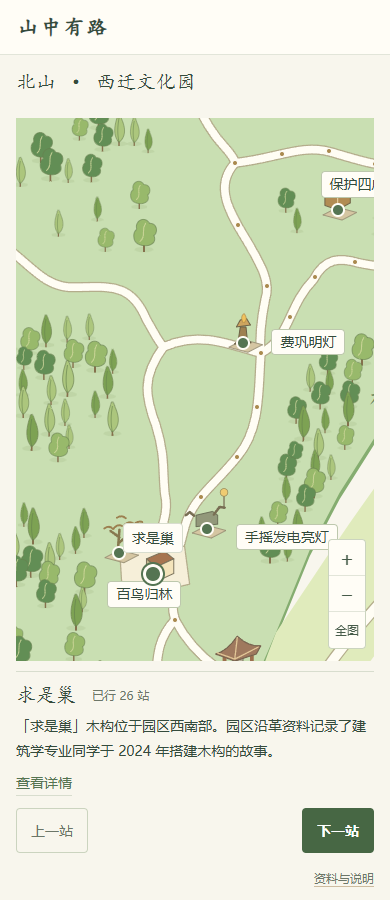 山中有路
北山 • 西迁文化园
保护四
费巩明灯
求是巢
手摇发电亮灯
百鸟归林
+
−
全图
求是巢 已行 26 站
「求是巢」木构位于园区西南部。园区沿革资料记录了建
筑学专业同学于 2024 年搭建木构的故事。
查看详情
上一站
下一站
资料与说明